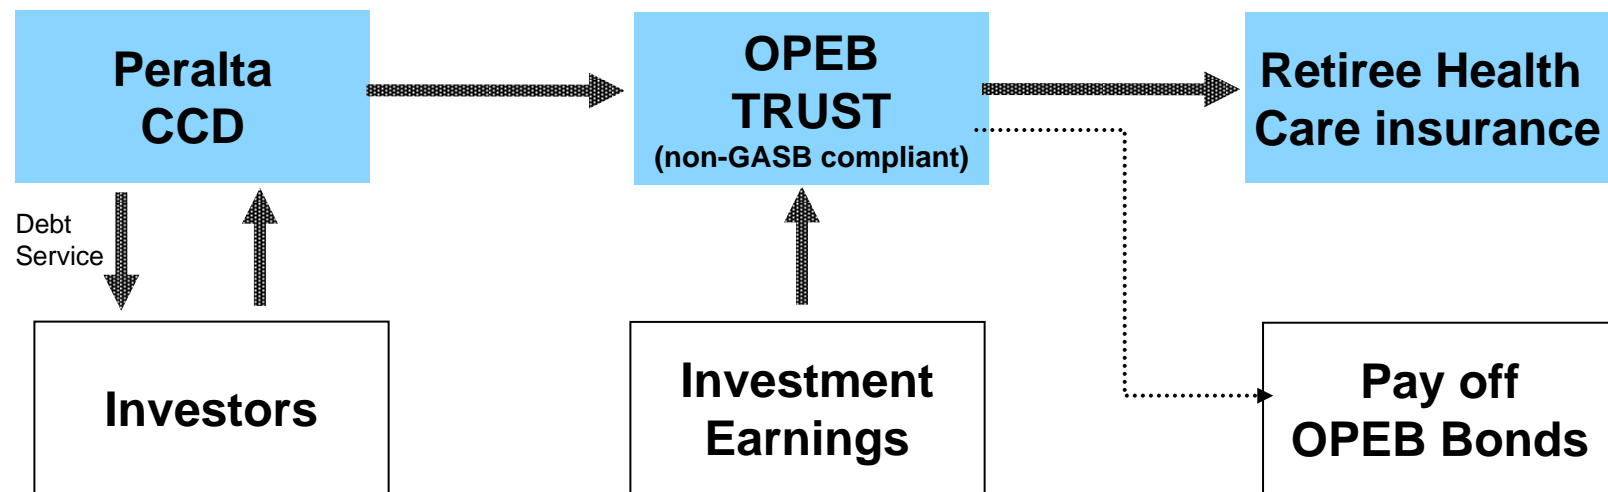 Peralta
CCD
OPEB
TRUST
(non-GASB compliant)
Retiree Health
Care insurance
Debt
Service
Investors
Investment
Earnings
Pay off
OPEB Bonds